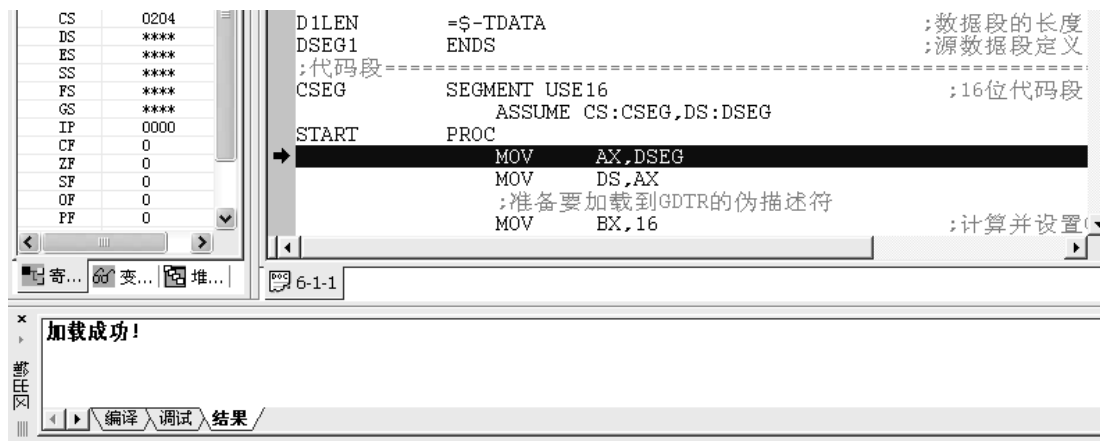 CS 0204
DS ****
ES ****
SS ****
FS ****
GS ****
IP 0000
CF 0
ZF 0
SF 0
OF 0
PF 0
寄... 变... 堆...
D1LEN =$-TDATA ;数据段的长度
DSEG1 ENDS ;源数据段定义
;代码段==========================================================
CSEG SEGMENT USE16 ;16位代码段
ASSUME CS:CSEG,DS:DSEG
START PROC
MOV AX,DSEG
MOV DS,AX
;准备要加载到GDTR的伪描述符
MOV BX,16 ;计算并设置
6-1-1
加载成功!
输出区
编译 调试 结果